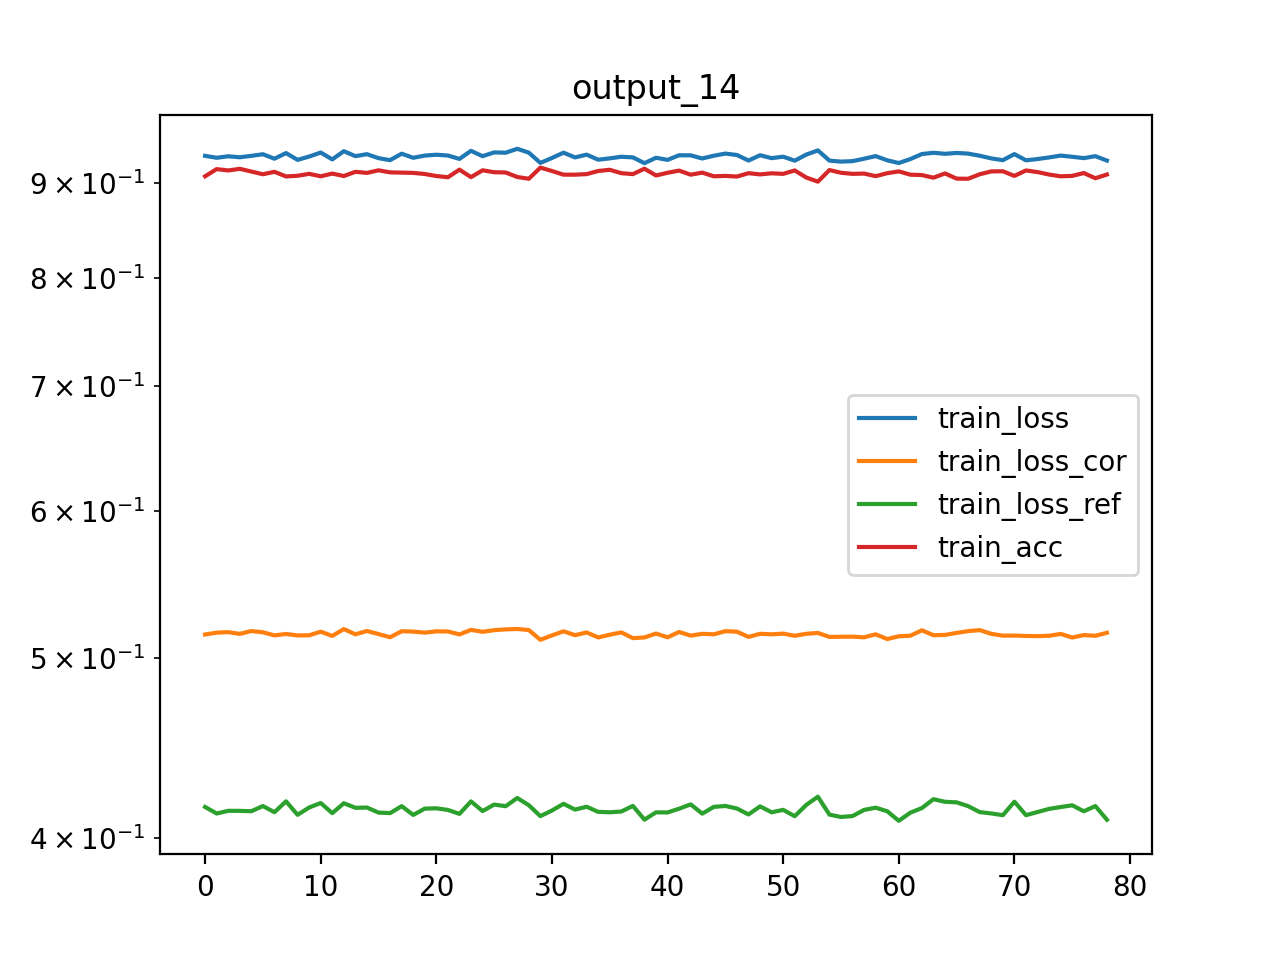 output_14
9 × 10⁻¹
8 × 10⁻¹
7 × 10⁻¹
6 × 10⁻¹
5 × 10⁻¹
4 × 10⁻¹
train_loss
train_loss_cor
train_loss_ref
train_acc
0 10 20 30 40 50 60 70 80